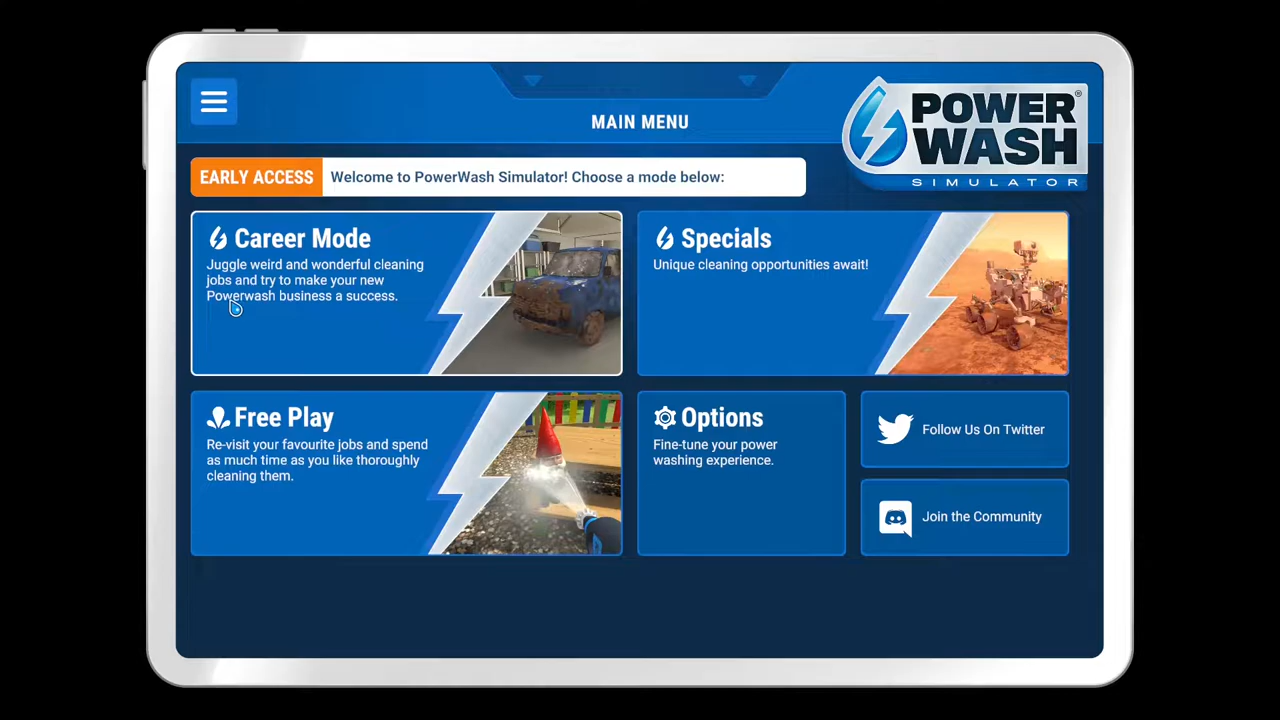 MAIN MENU
POWER®
WASH
SIMULATOR
EARLY ACCESS Welcome to PowerWash Simulator! Choose a mode below:
Career Mode
Juggle weird and wonderful cleaning
jobs and try to make your new
Powerwash business a success.
Specials
Unique cleaning opportunities await!
Free Play
Re-visit your favourite jobs and spend
as much time as you like thoroughly
cleaning them.
Options
Fine-tune your power
washing experience.
Follow Us On Twitter
Join the Community